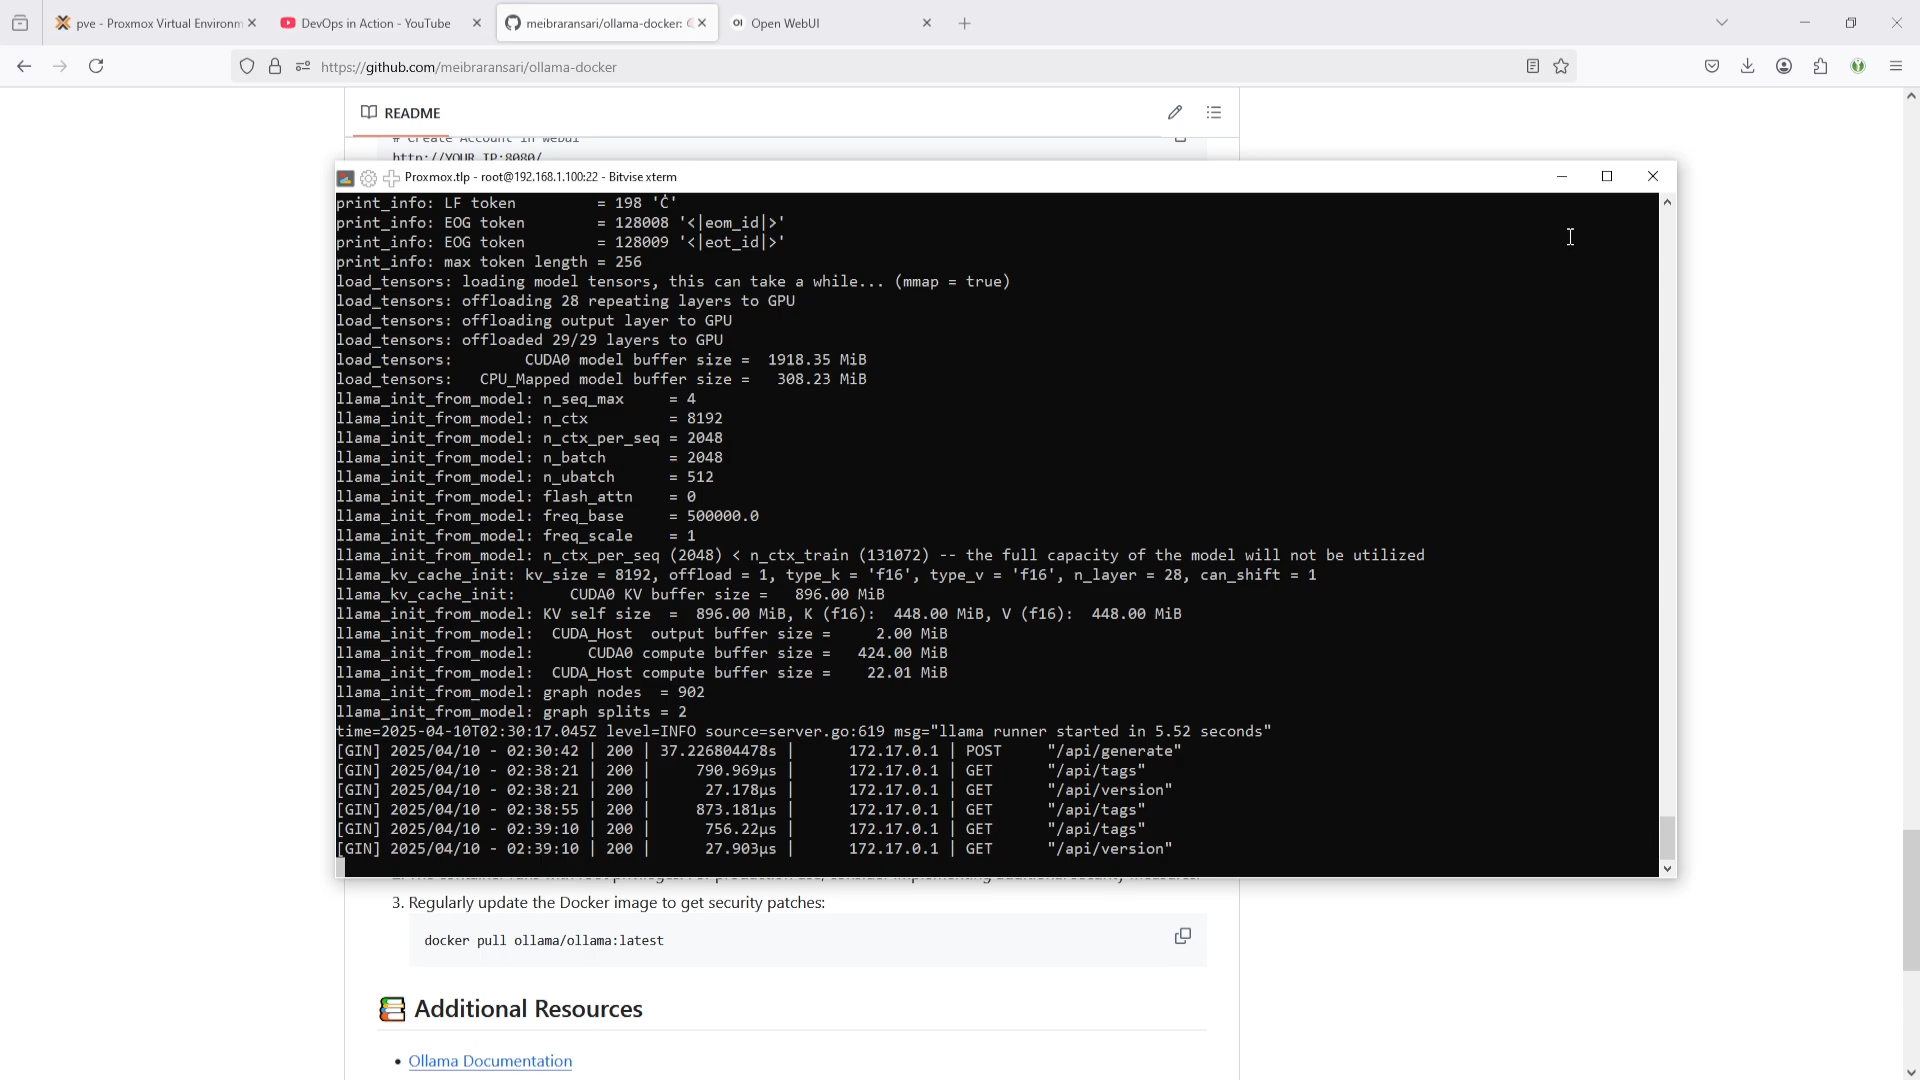 pve - Proxmox Virtual Environm
DevOps in Action - YouTube
meibraransari/ollama-docker:
OI Open WebUI
https://github.com/meibraransari/ollama-docker
README
# Create Account in webui
http://YOUR_IP:8080/
Proxmox.tlp - root@192.168.1.100:22 - Bitvise xterm
print_info: LF token         = 198 'Ċ'
print_info: EOG token        = 128008 '<|eom_id|>'
print_info: EOG token        = 128009 '<|eot_id|>'
print_info: max token length = 256
load_tensors: loading model tensors, this can take a while... (mmap = true)
load_tensors: offloading 28 repeating layers to GPU
load_tensors: offloading output layer to GPU
load_tensors: offloaded 29/29 layers to GPU
load_tensors:        CUDA0 model buffer size =  1918.35 MiB
load_tensors:   CPU_Mapped model buffer size =   308.23 MiB
llama_init_from_model: n_seq_max     = 4
llama_init_from_model: n_ctx         = 8192
llama_init_from_model: n_ctx_per_seq = 2048
llama_init_from_model: n_batch       = 2048
llama_init_from_model: n_ubatch      = 512
llama_init_from_model: flash_attn    = 0
llama_init_from_model: freq_base     = 500000.0
llama_init_from_model: freq_scale    = 1
llama_init_from_model: n_ctx_per_seq (2048) < n_ctx_train (131072) -- the full capacity of the model will not be utilized
llama_kv_cache_init: kv_size = 8192, offload = 1, type_k = 'f16', type_v = 'f16', n_layer = 28, can_shift = 1
llama_kv_cache_init:      CUDA0 KV buffer size =   896.00 MiB
llama_init_from_model: KV self size  =  896.00 MiB, K (f16):  448.00 MiB, V (f16):  448.00 MiB
llama_init_from_model:  CUDA_Host  output buffer size =     2.00 MiB
llama_init_from_model:      CUDA0 compute buffer size =   424.00 MiB
llama_init_from_model:  CUDA_Host compute buffer size =    22.01 MiB
llama_init_from_model: graph nodes  = 902
llama_init_from_model: graph splits = 2
time=2025-04-10T02:30:17.045Z level=INFO source=server.go:619 msg="llama runner started in 5.52 seconds"
[GIN] 2025/04/10 - 02:30:42 | 200 | 37.226804478s |      172.17.0.1 | POST     "/api/generate"
[GIN] 2025/04/10 - 02:38:21 | 200 |     790.969µs |      172.17.0.1 | GET      "/api/tags"
[GIN] 2025/04/10 - 02:38:21 | 200 |      27.178µs |      172.17.0.1 | GET      "/api/version"
[GIN] 2025/04/10 - 02:38:55 | 200 |     873.181µs |      172.17.0.1 | GET      "/api/tags"
[GIN] 2025/04/10 - 02:39:10 | 200 |      756.22µs |      172.17.0.1 | GET      "/api/tags"
[GIN] 2025/04/10 - 02:39:10 | 200 |      27.903µs |      172.17.0.1 | GET      "/api/version"
3. Regularly update the Docker image to get security patches:
docker pull ollama/ollama:latest
Additional Resources
• Ollama Documentation